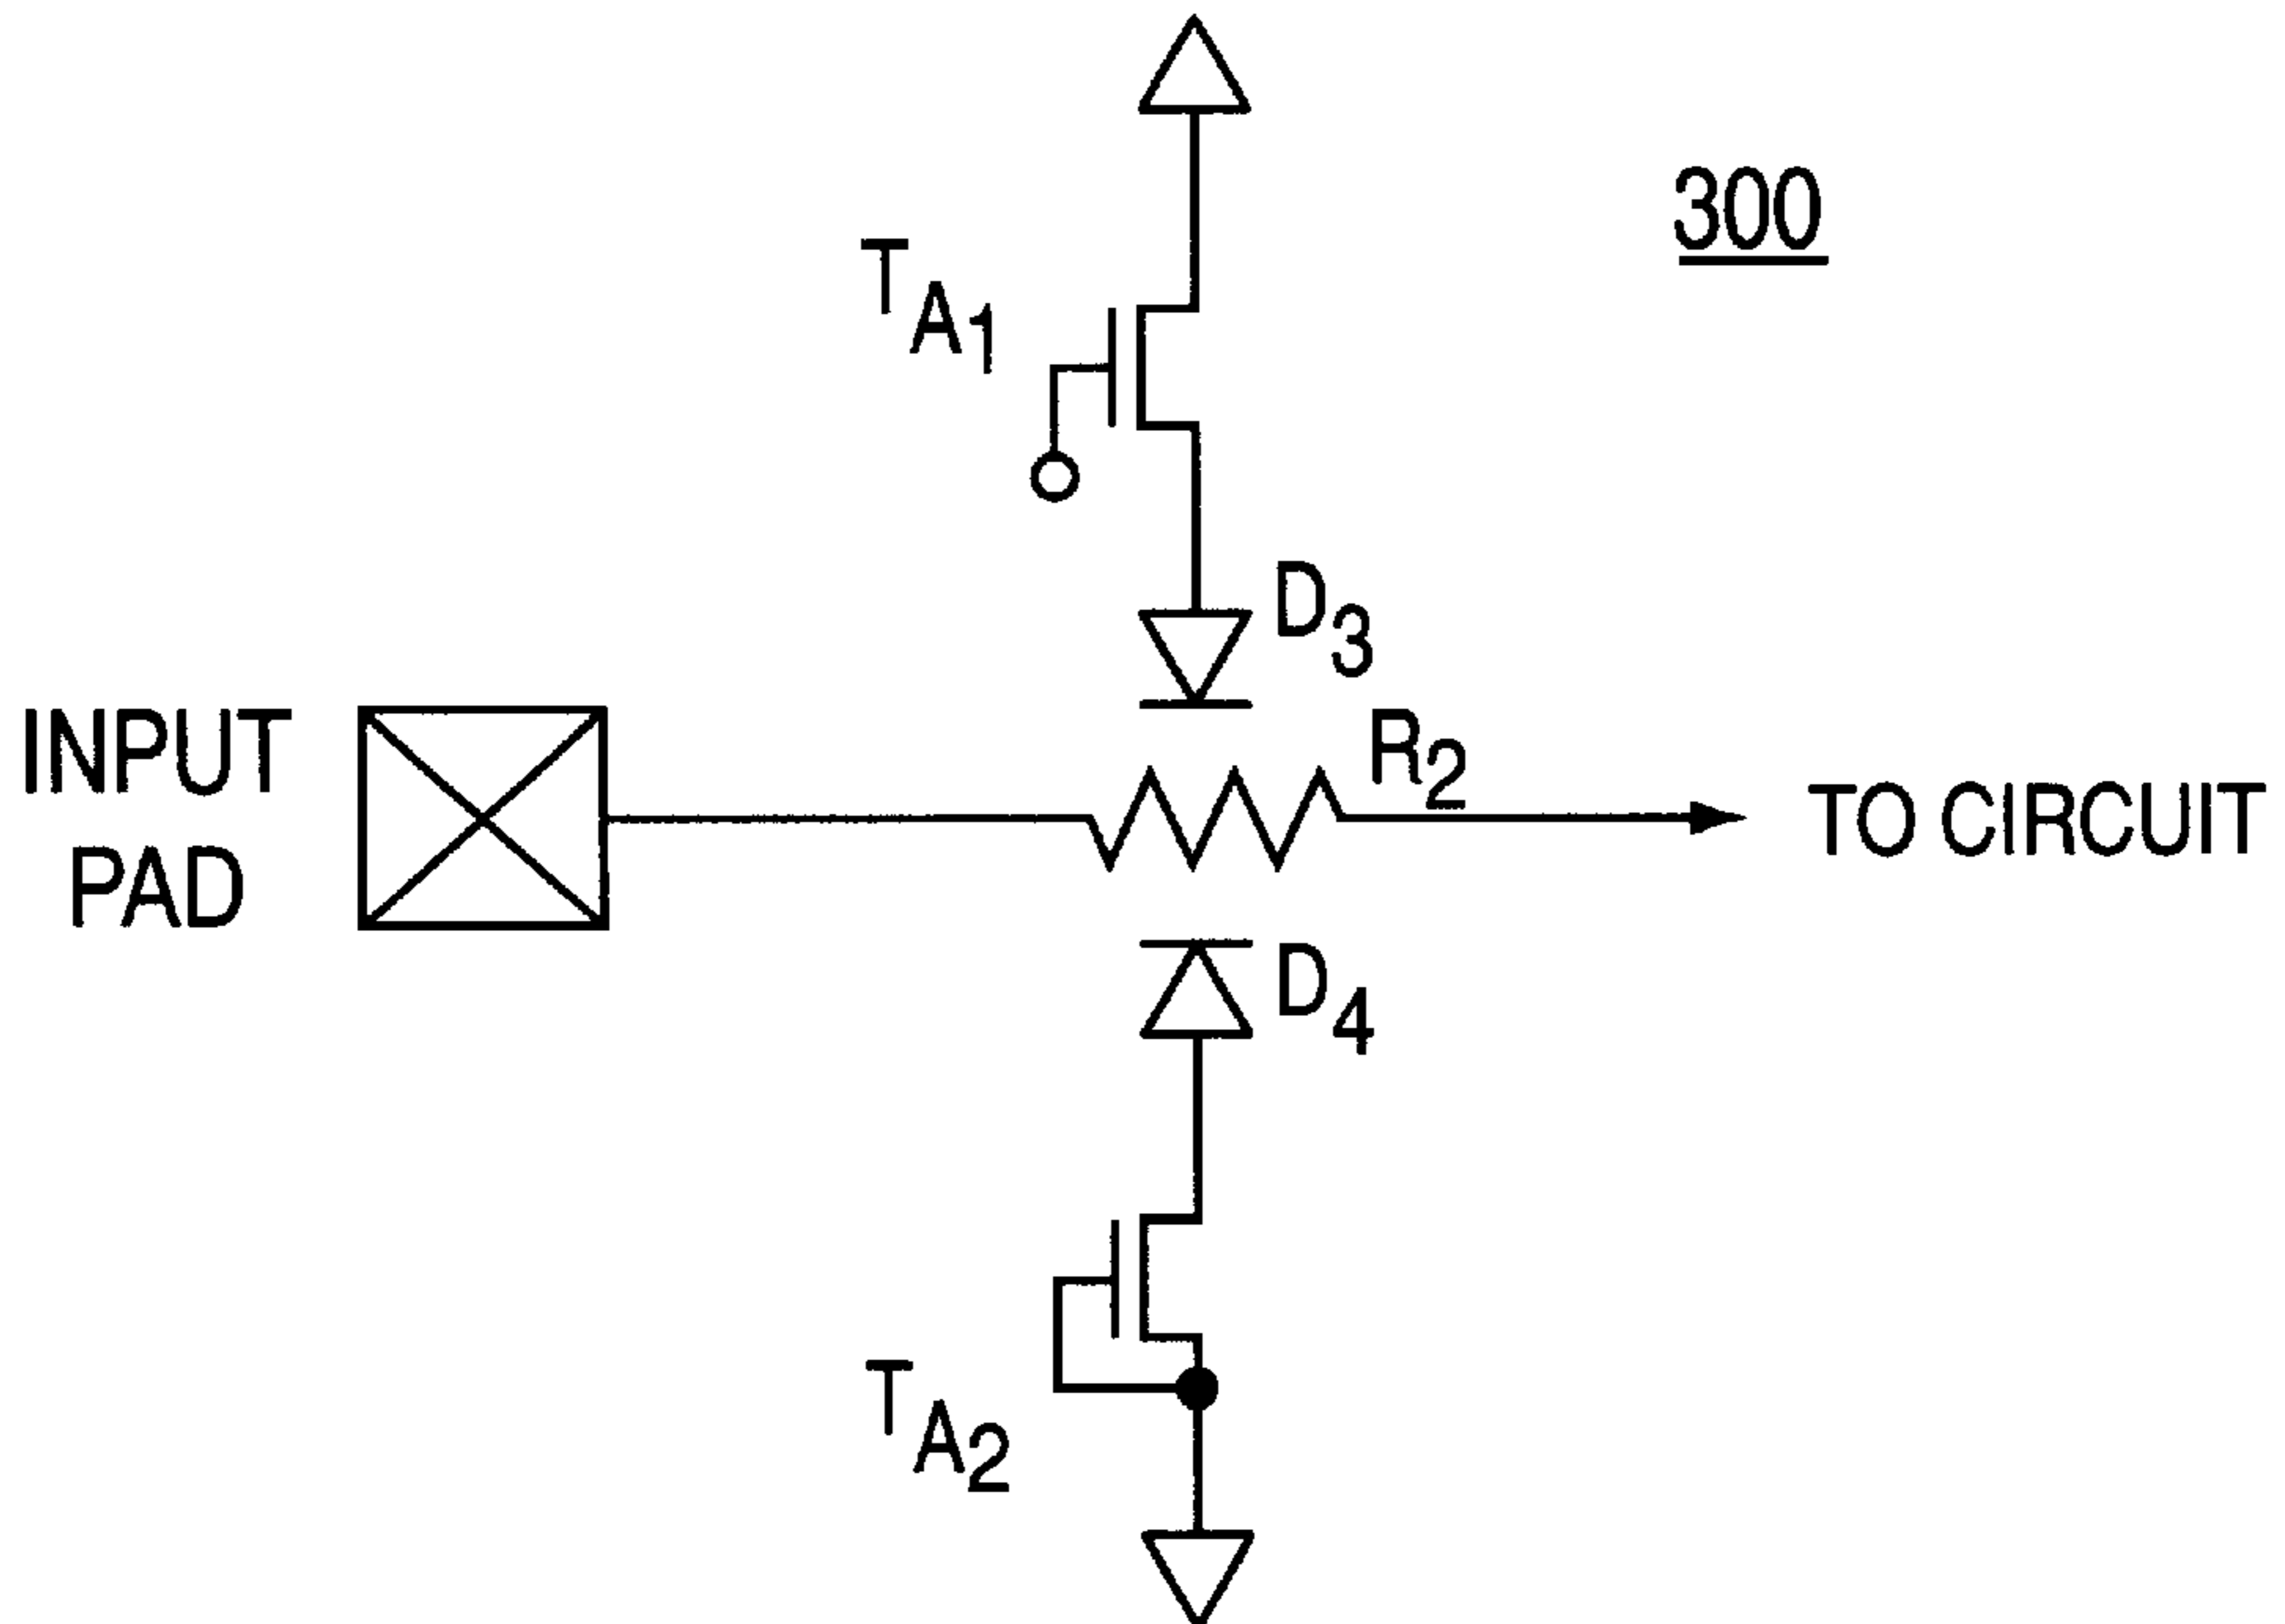 300
TA1
D3
R2
INPUT
PAD
TO CIRCUIT
D4
TA2